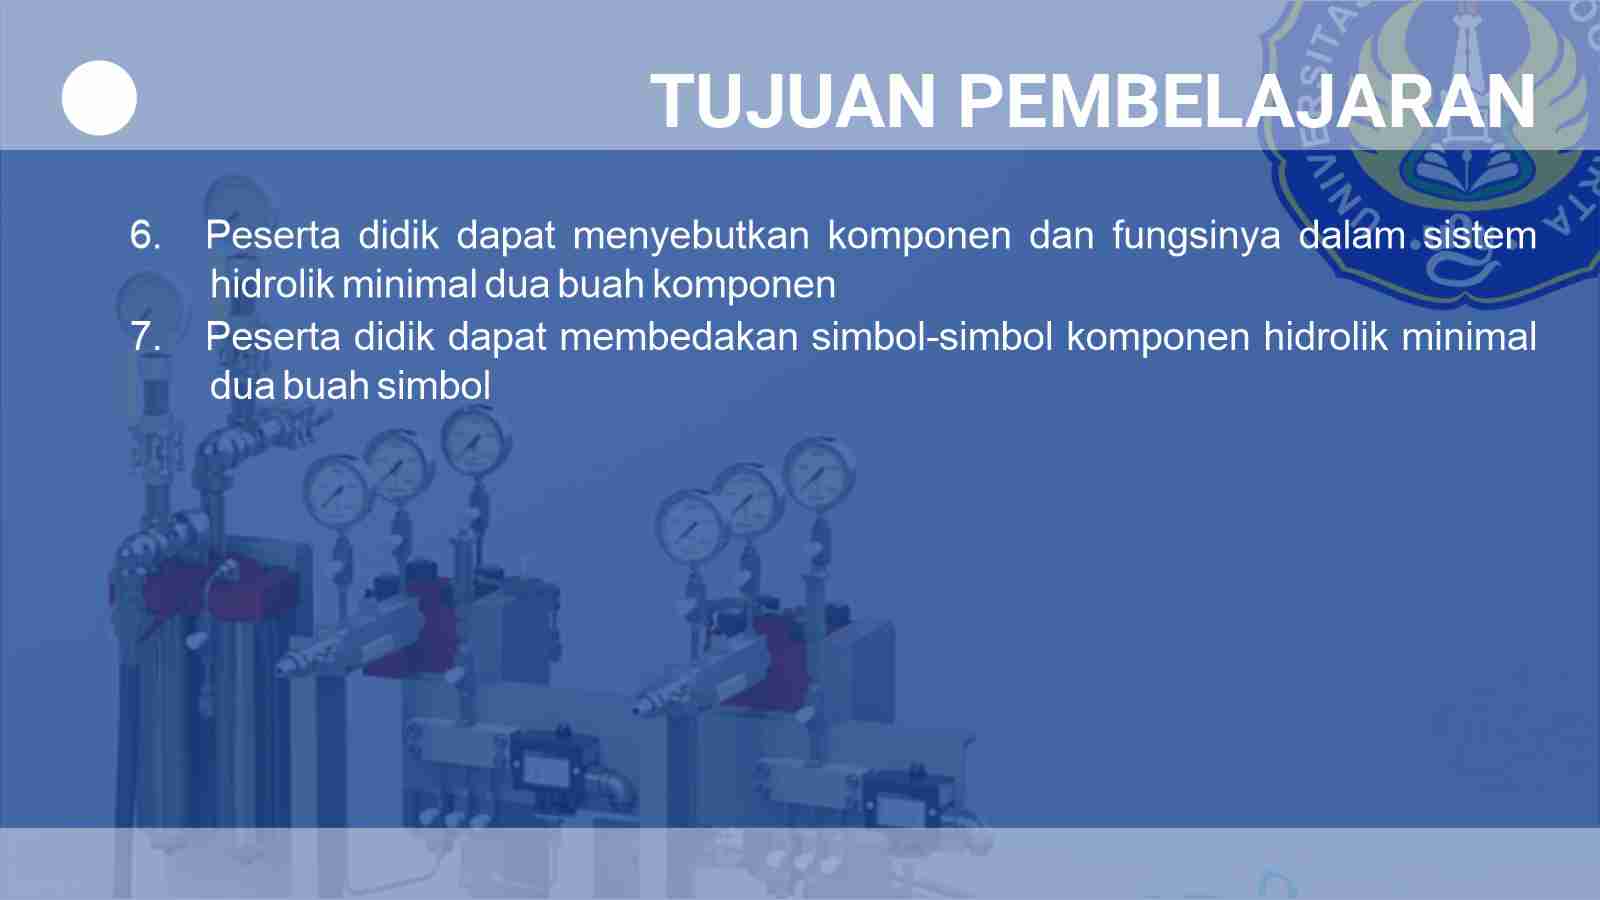 TUJUAN PEMBELAJARAN
6. Peserta didik dapat menyebutkan komponen dan fungsinya dalam sistem
hidrolik minimal dua buah komponen
7. Peserta didik dapat membedakan simbol-simbol komponen hidrolik minimal
dua buah simbol